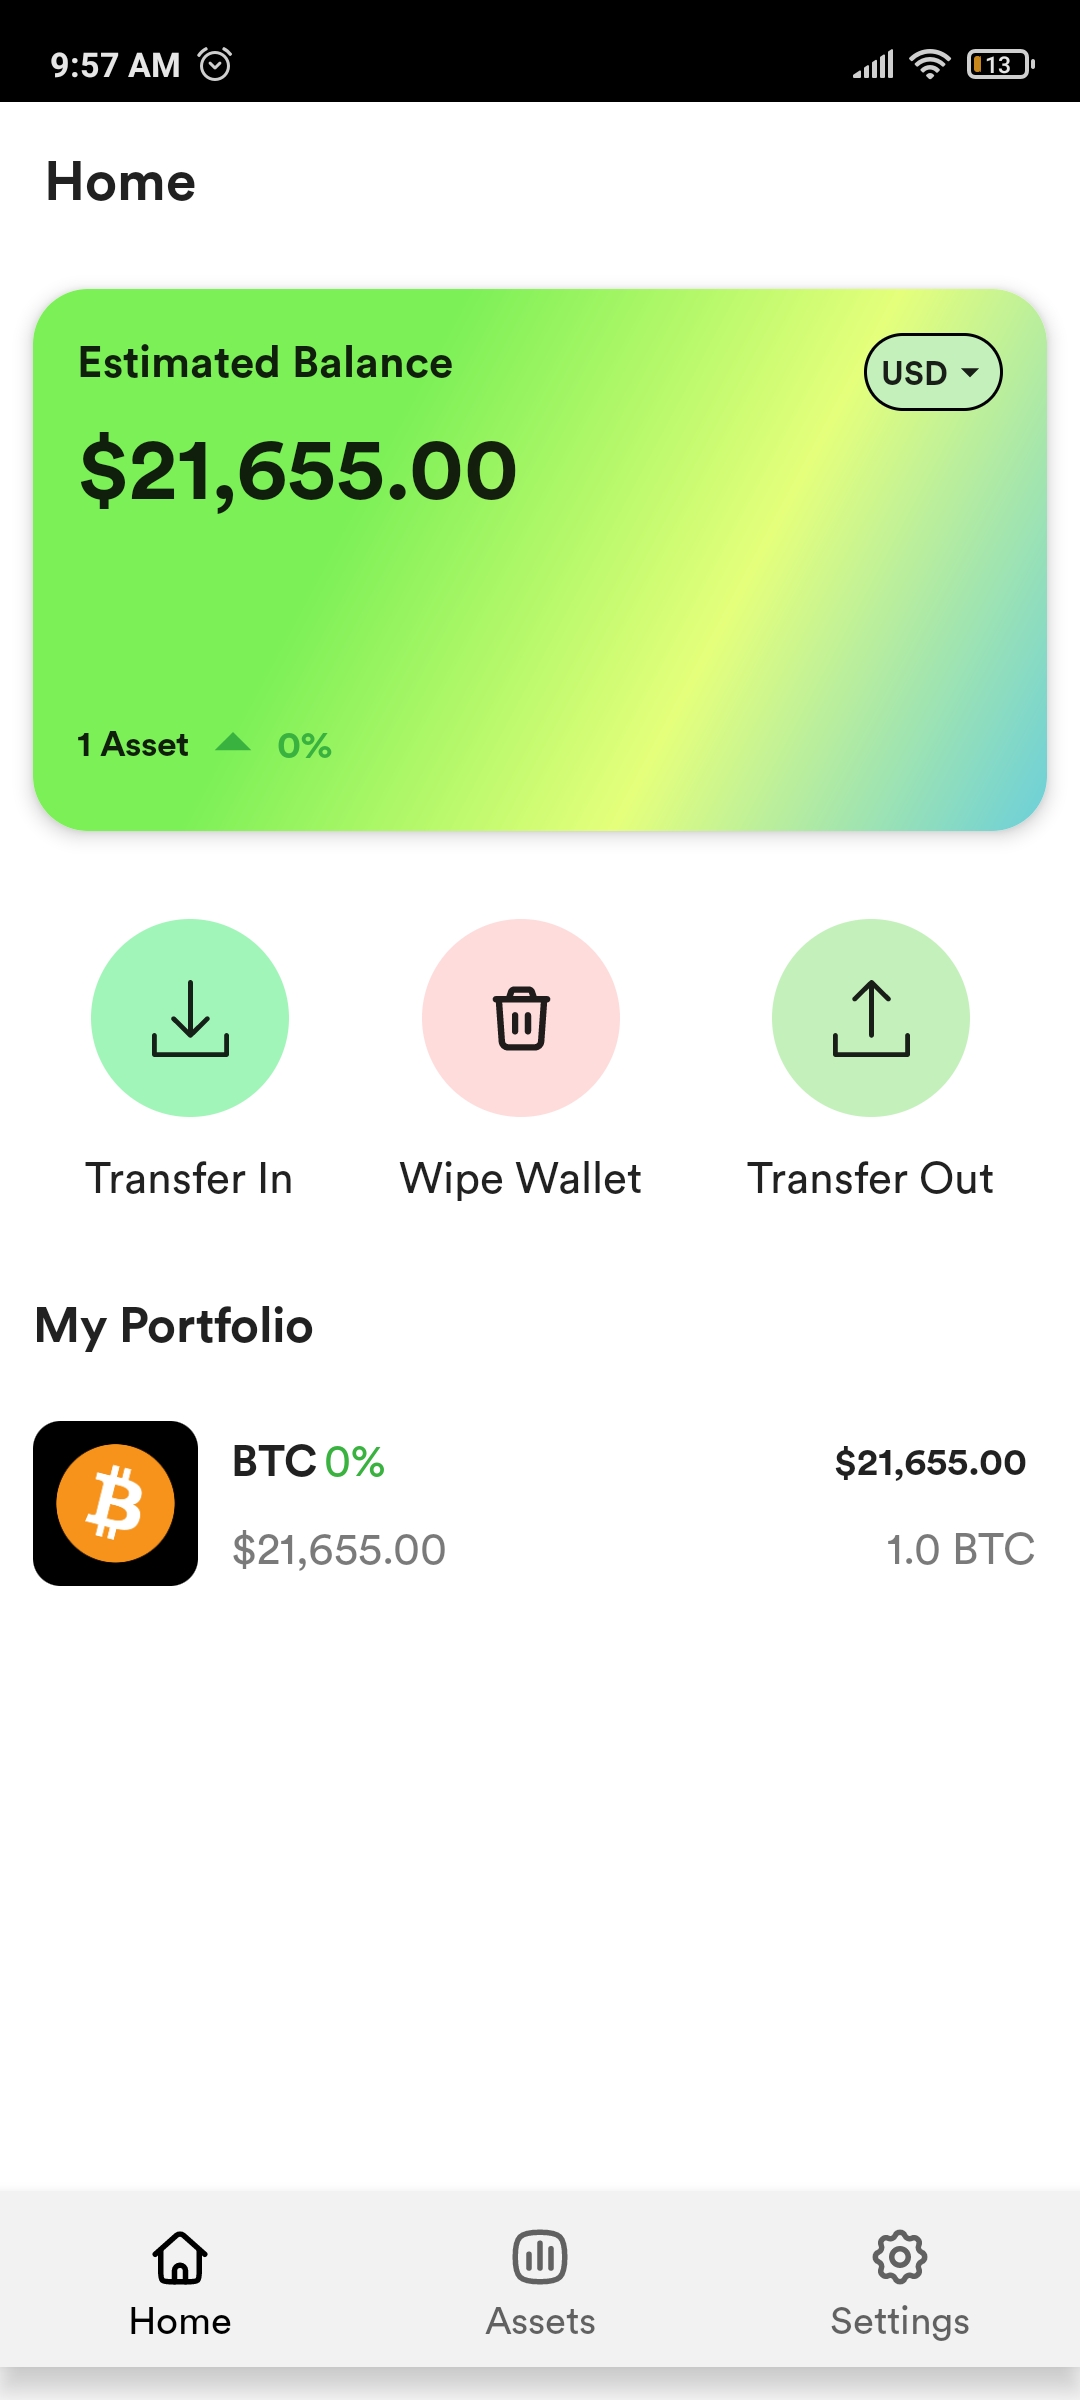 9:57 AM
13
Home
Estimated Balance
USD
$21,655.00
1 Asset 0%
Transfer In
Wipe Wallet
Transfer Out
My Portfolio
BTC 0%
$21,655.00
$21,655.00
1.0 BTC
Home
Assets
Settings